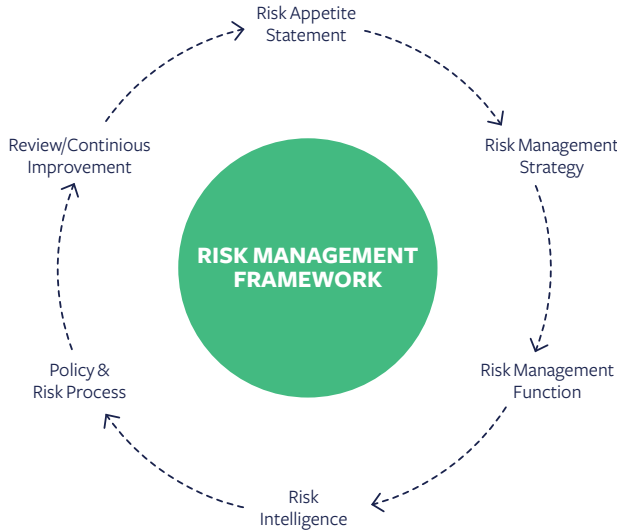 Risk Appetite
Statement
Risk Management
Strategy
Risk Management
Function
Risk
Intelligence
Policy &
Risk Process
Review/Continious
Improvement
RISK MANAGEMENT
FRAMEWORK